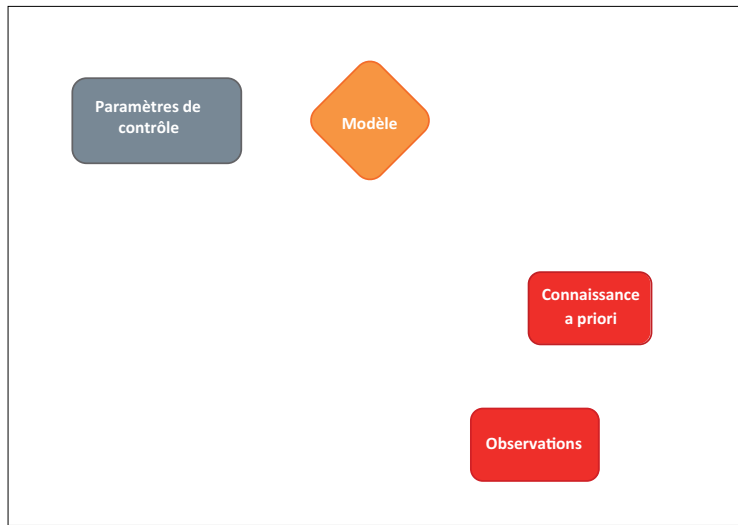 Paramètres de
contrôle
Modèle
Connaissance
a priori
Observations